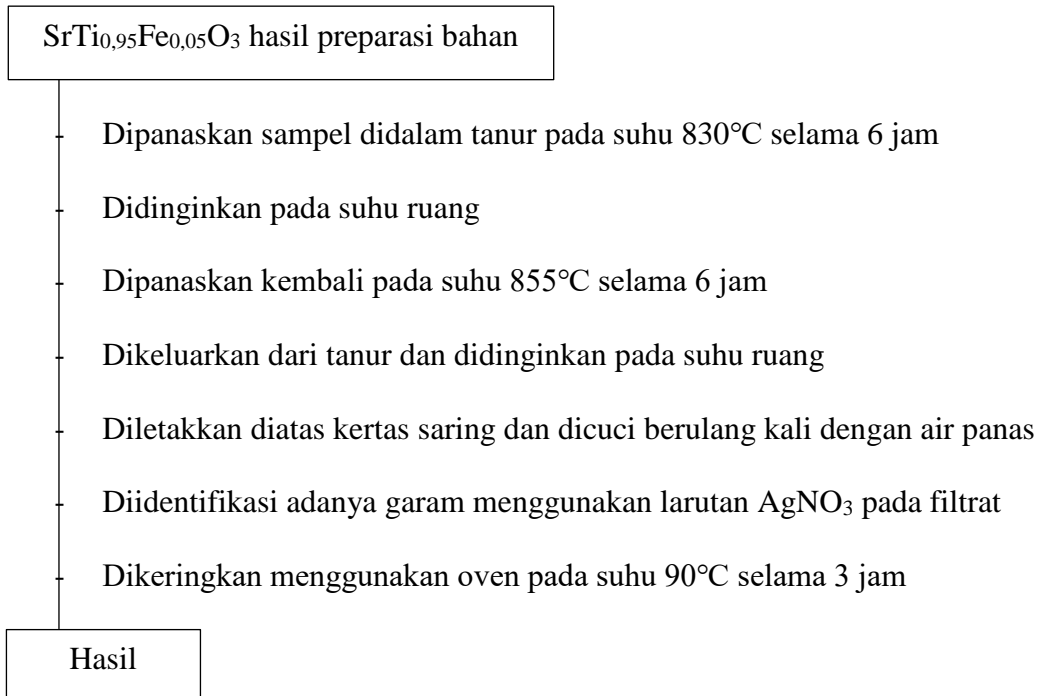 SrTi₀,₉₅Fe₀,₀₅O₃ hasil preparasi bahan
- Dipanaskan sampel didalam tanur pada suhu 830°C selama 6 jam
- Didinginkan pada suhu ruang
- Dipanaskan kembali pada suhu 855°C selama 6 jam
- Dikeluarkan dari tanur dan didinginkan pada suhu ruang
- Diletakkan diatas kertas saring dan dicuci berulang kali dengan air panas
- Diidentifikasi adanya garam menggunakan larutan AgNO₃ pada filtrat
- Dikeringkan menggunakan oven pada suhu 90°C selama 3 jam
Hasil